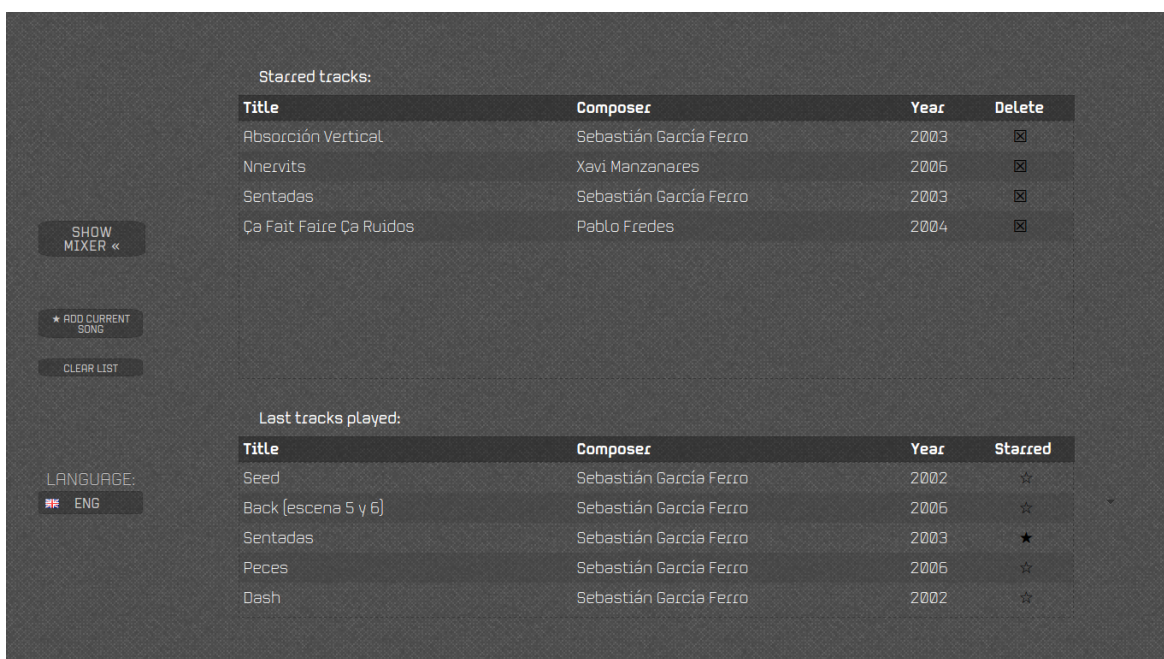 Starred tracks:
Title Composer Year Delete
Absorción Vertical Sebastián García Ferro 2003 ☒
Nnervits Xavi Manzanares 2006 ☒
Sentadas Sebastián García Ferro 2003 ☒
Ça Fait Faire Ça Ruidos Pablo Fredes 2004 ☒
SHOW
MIXER «
★ ADD CURRENT
SONG
CLEAR LIST
LANGUAGE:
ENG
Last tracks played:
Title Composer Year Starred
Seed Sebastián García Ferro 2002 ☆
Back (escena 5 y 6) Sebastián García Ferro 2006 ☆
Sentadas Sebastián García Ferro 2003 ★
Peces Sebastián García Ferro 2006 ☆
Dash Sebastián García Ferro 2002 ☆